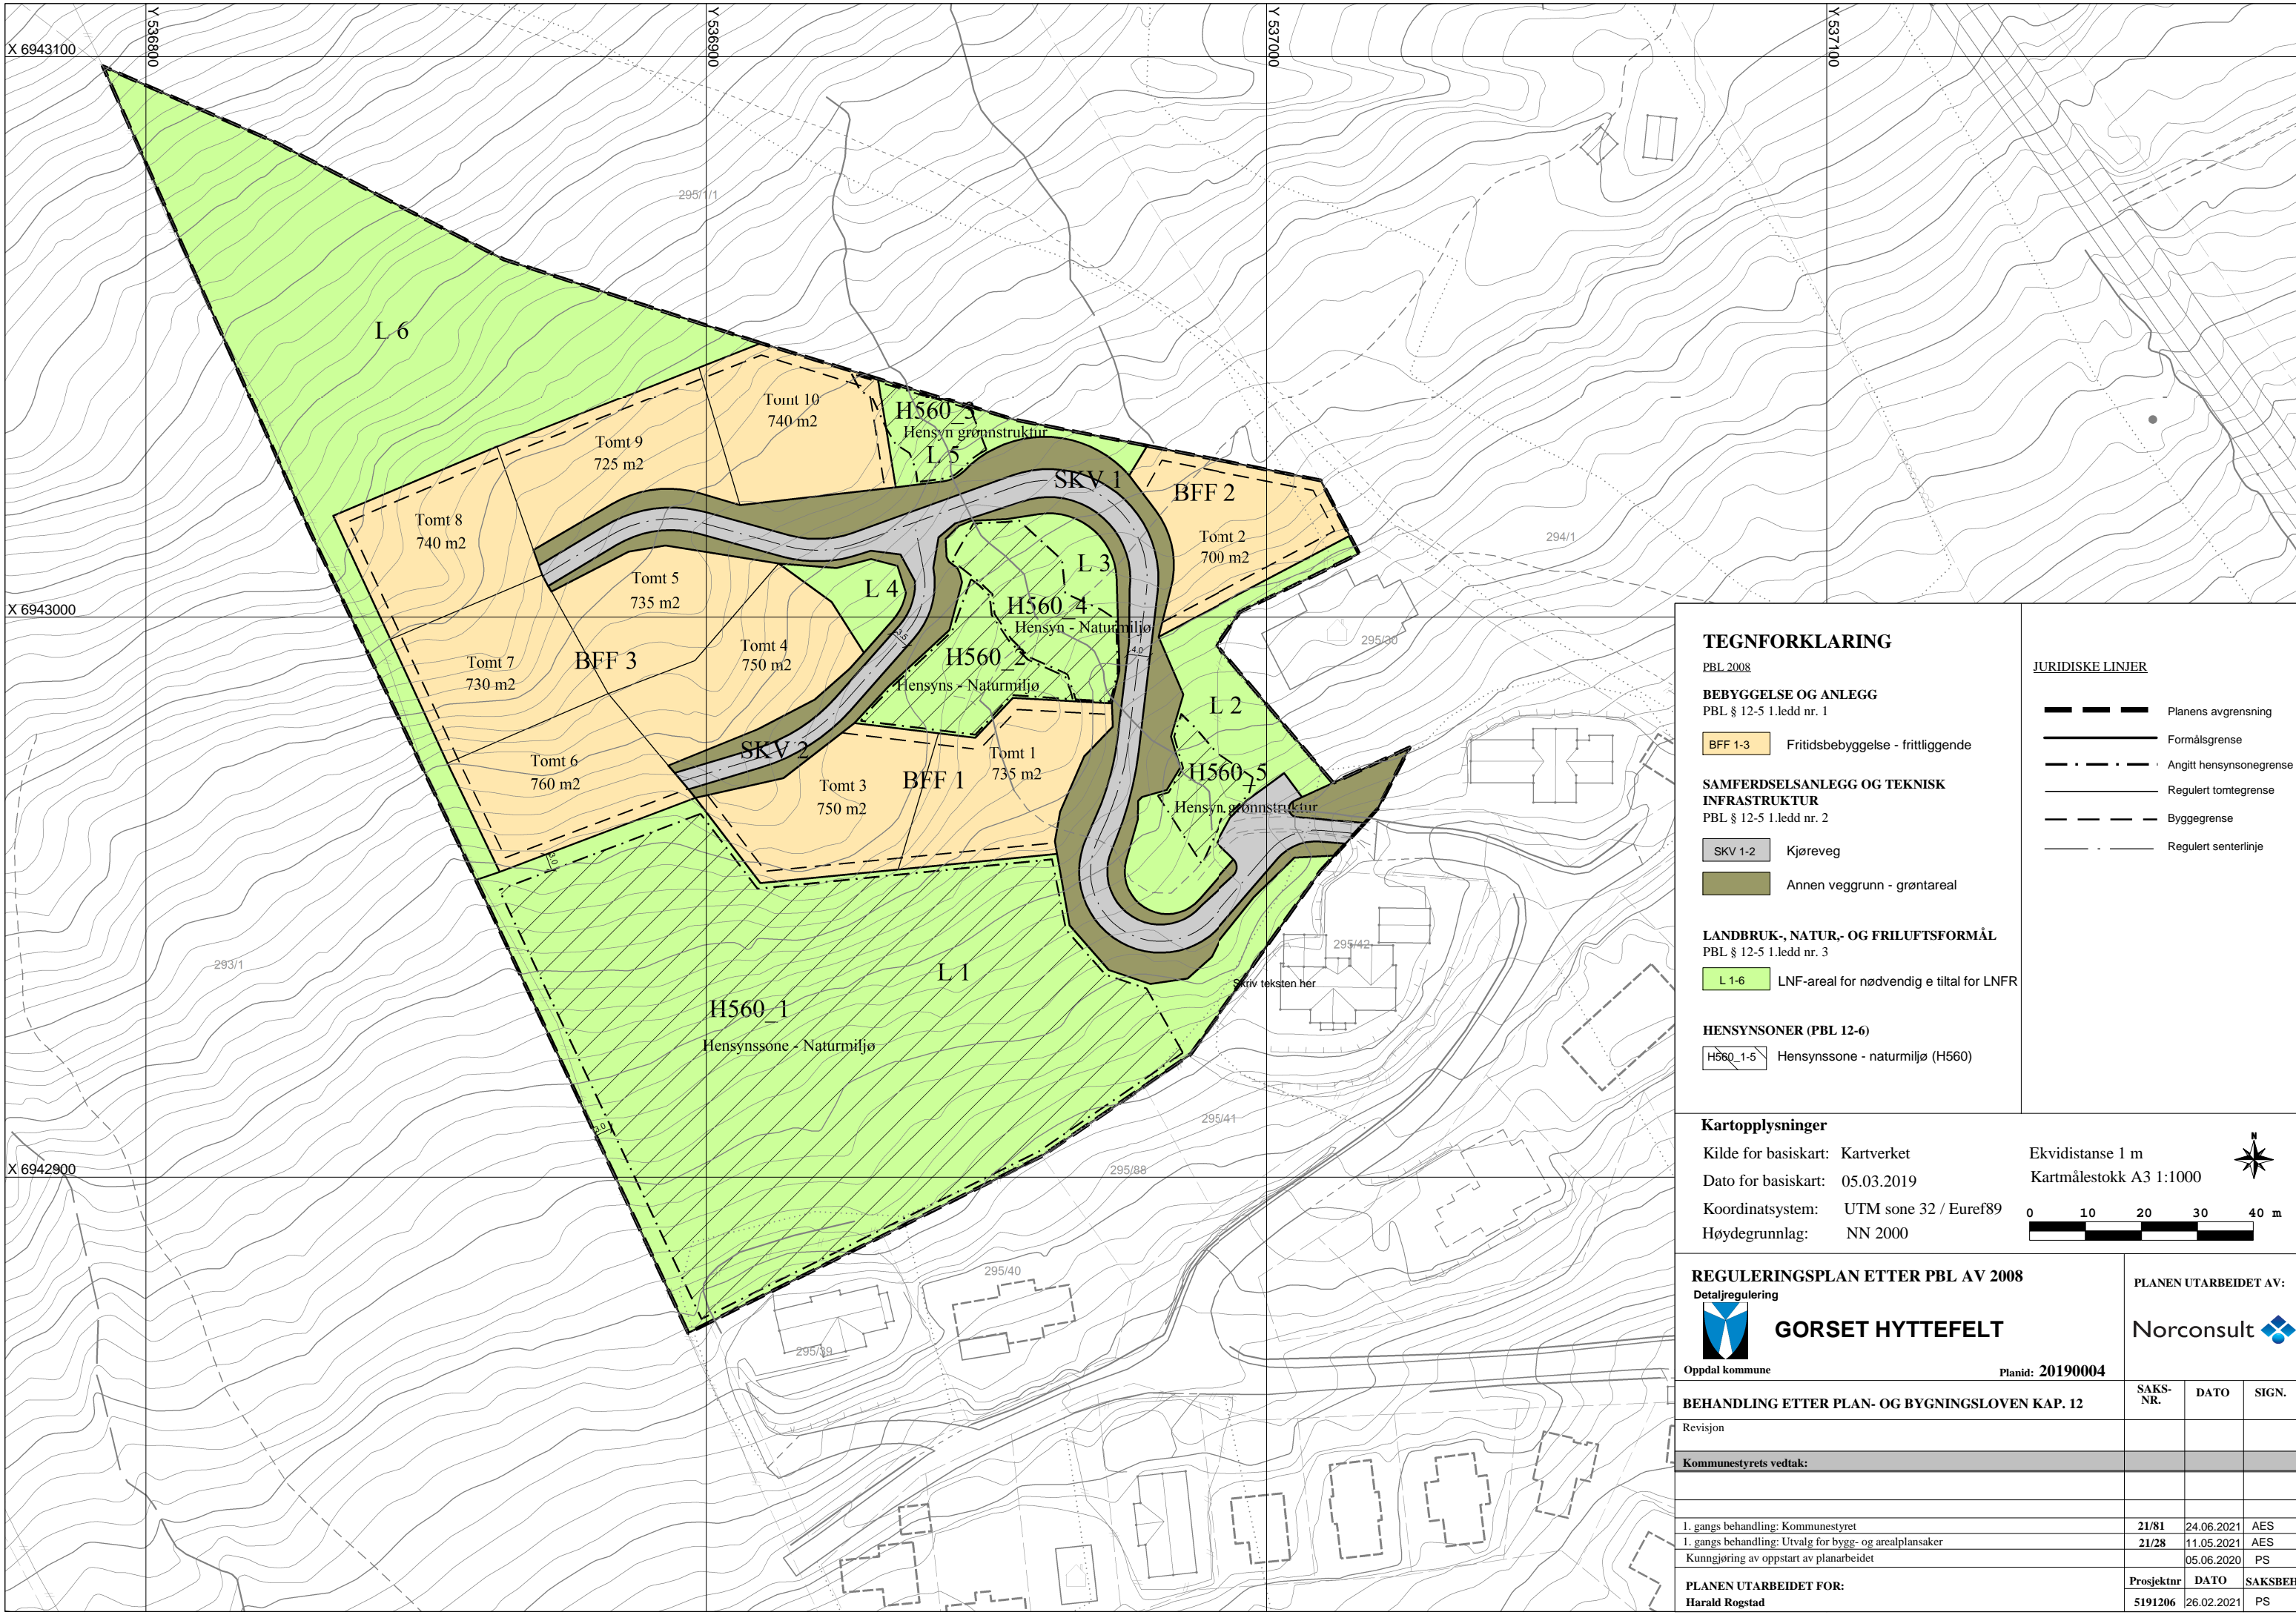 X 6943100
Y 536800
Y 536900
Y 537000
Y 537100
295/1/1
L 6
Tomt 10
740 m2
H560_3
Hensyn grønnstruktur
L 5
Tomt 9
725 m2
SKV 1
BFF 2
Tomt 8
740 m2
Tomt 2
700 m2
294/1
L 3
Tomt 5
735 m2
L 4
X 6943000
H560_4
Hensyn - Naturmiljø
3.5
4.0
295/30
Tomt 4
750 m2
Tomt 7
730 m2
BFF 3
H560_2
Hensyns - Naturmiljø
L 2
SKV 2
Tomt 6
760 m2
Tomt 1
735 m2
BFF 1
Tomt 3
750 m2
H560_5
Hensyn grønnstruktur
3.0
293/1
L 1
295/42
Skriv teksten her
H560_1
Hensynssone - Naturmiljø
3.0
295/41
X 6942900
295/88
295/40
295/39
TEGNFORKLARING
PBL 2008
BEBYGGELSE OG ANLEGG
PBL § 12-5 1.ledd nr. 1
BFF 1-3 Fritidsbebyggelse - frittliggende
SAMFERDSELSANLEGG OG TEKNISK
INFRASTRUKTUR
PBL § 12-5 1.ledd nr. 2
SKV 1-2 Kjøreveg
Annen veggrunn - grøntareal
LANDBRUK-, NATUR,- OG FRILUFTSFORMÅL
PBL § 12-5 1.ledd nr. 3
L 1-6 LNF-areal for nødvendig e tiltal for LNFR
HENSYNSONER (PBL 12-6)
H560_1-5 Hensynssone - naturmiljø (H560)
JURIDISKE LINJER
Planens avgrensning
Formålsgrense
Angitt hensynsonegrense
Regulert tomtegrense
Byggegrense
Regulert senterlinje
Kartopplysninger
Kilde for basiskart: Kartverket
Dato for basiskart: 05.03.2019
Koordinatsystem: UTM sone 32 / Euref89
Høydegrunnlag: NN 2000
Ekvidistanse 1 m
Kartmålestokk A3 1:1000
N
0 10 20 30 40 m
REGULERINGSPLAN ETTER PBL AV 2008
Detaljregulering
GORSET HYTTEFELT
Oppdal kommune
Planid: 20190004
PLANEN UTARBEIDET AV:
Norconsult
BEHANDLING ETTER PLAN- OG BYGNINGSLOVEN KAP. 12
SAKS-
NR.
DATO SIGN.
Revisjon
Kommunestyrets vedtak:
1. gangs behandling: Kommunestyret 21/81 24.06.2021 AES
1. gangs behandling: Utvalg for bygg- og arealplansaker 21/28 11.05.2021 AES
Kunngjøring av oppstart av planarbeidet 05.06.2020 PS
PLANEN UTARBEIDET FOR: Prosjektnr DATO SAKSBEH
Harald Rogstad 5191206 26.02.2021 PS